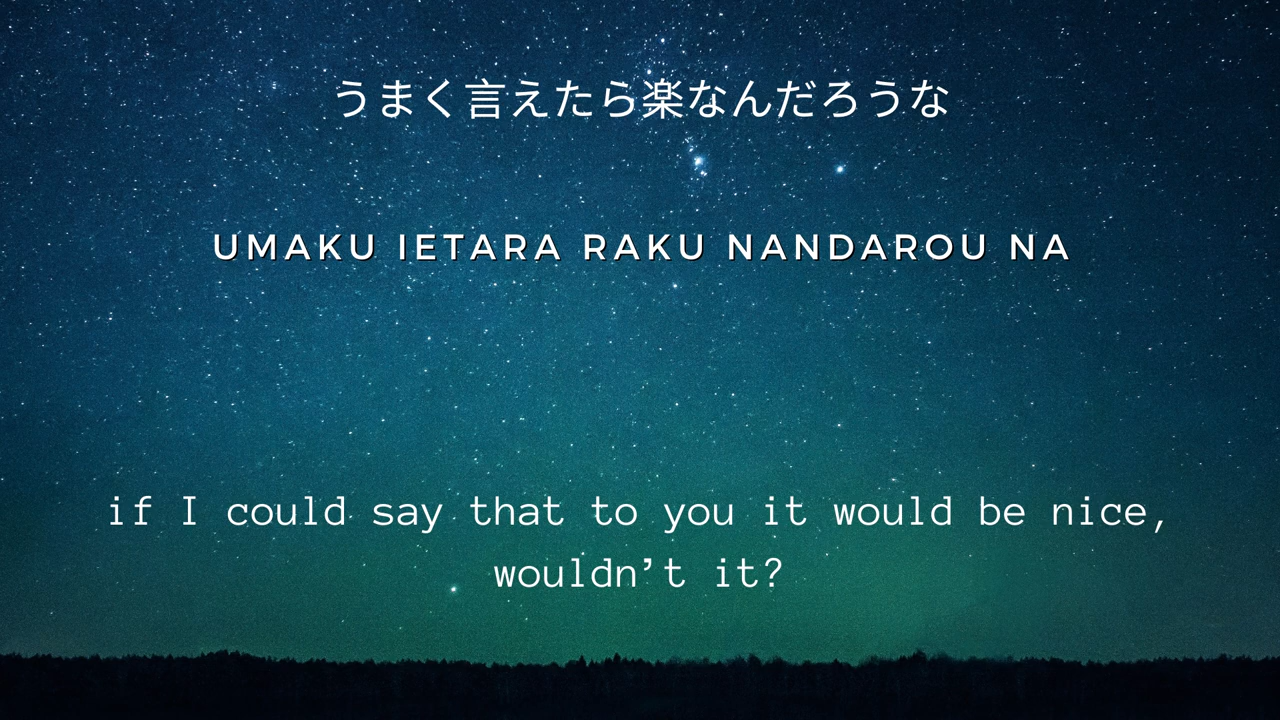 うまく言えたら楽なんだろうな
UMAKU IETARA RAKU NANDAROU NA
if I could say that to you it would be nice,
wouldn't it?